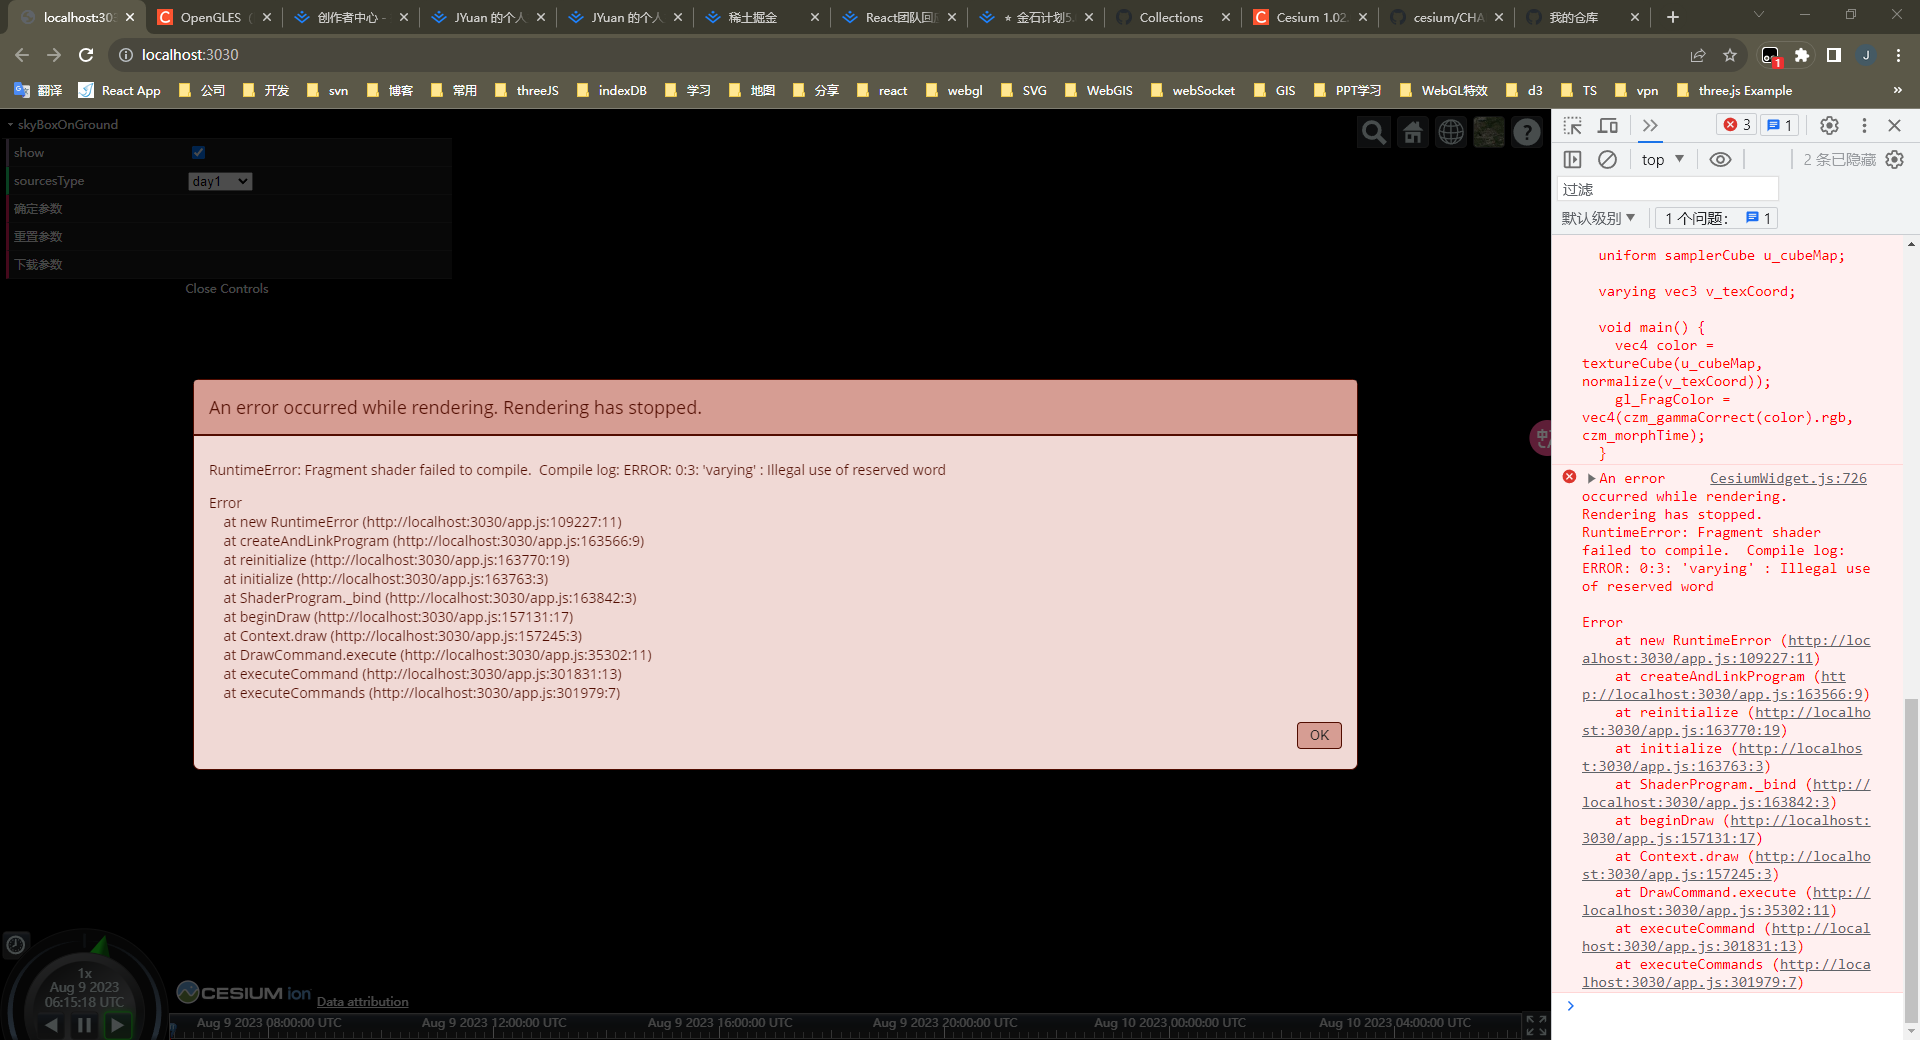 localhost:303
OpenGLES (
创作者中心 -
JYuan 的个人
JYuan 的个人
稀土掘金
React团队回应
⭐ 金石计划5.
Collections
Cesium 1.02
cesium/CHA
我的仓库
localhost:3030
1
J
翻译
React App
公司
开发
svn
博客
常用
threeJS
indexDB
学习
地图
分享
react
webgl
SVG
WebGIS
webSocket
GIS
PPT学习
WebGL特效
d3
TS
vpn
three.js Example
»
skyBoxOnGround
show
sourcesType day1
确定参数
重置参数
下载参数
Close Controls
An error occurred while rendering. Rendering has stopped.
RuntimeError: Fragment shader failed to compile. Compile log: ERROR: 0:3: 'varying' : Illegal use of reserved word
Error
at new RuntimeError (http://localhost:3030/app.js:109227:11)
at createAndLinkProgram (http://localhost:3030/app.js:163566:9)
at reinitialize (http://localhost:3030/app.js:163770:19)
at initialize (http://localhost:3030/app.js:163763:3)
at ShaderProgram._bind (http://localhost:3030/app.js:163842:3)
at beginDraw (http://localhost:3030/app.js:157131:17)
at Context.draw (http://localhost:3030/app.js:157245:3)
at DrawCommand.execute (http://localhost:3030/app.js:35302:11)
at executeCommand (http://localhost:3030/app.js:301831:13)
at executeCommands (http://localhost:3030/app.js:301979:7)
OK
1x
Aug 9 2023
06:15:18 UTC
CESIUM ion
Data attribution
Aug 9 2023 08:00:00 UTC
Aug 9 2023 12:00:00 UTC
Aug 9 2023 16:00:00 UTC
Aug 9 2023 20:00:00 UTC
Aug 10 2023 00:00:00 UTC
Aug 10 2023 04:00:00 UTC
3
1
top
2 条已隐藏
过滤
默认级别
1 个问题: 1
uniform samplerCube u_cubeMap;
varying vec3 v_texCoord;
void main() {
vec4 color =
textureCube(u_cubeMap,
normalize(v_texCoord));
gl_FragColor =
vec4(czm_gammaCorrect(color).rgb,
czm_morphTime);
}
An error CesiumWidget.js:726
occurred while rendering.
Rendering has stopped.
RuntimeError: Fragment shader
failed to compile. Compile log:
ERROR: 0:3: 'varying' : Illegal use
of reserved word
Error
at new RuntimeError (http://loc
alhost:3030/app.js:109227:11)
at createAndLinkProgram (htt
p://localhost:3030/app.js:163566:9)
at reinitialize (http://localho
st:3030/app.js:163770:19)
at initialize (http://localhos
t:3030/app.js:163763:3)
at ShaderProgram._bind (http://
localhost:3030/app.js:163842:3)
at beginDraw (http://localhost:
3030/app.js:157131:17)
at Context.draw (http://localho
st:3030/app.js:157245:3)
at DrawCommand.execute (http://
localhost:3030/app.js:35302:11)
at executeCommand (http://local
host:3030/app.js:301831:13)
at executeCommands (http://loca
lhost:3030/app.js:301979:7)